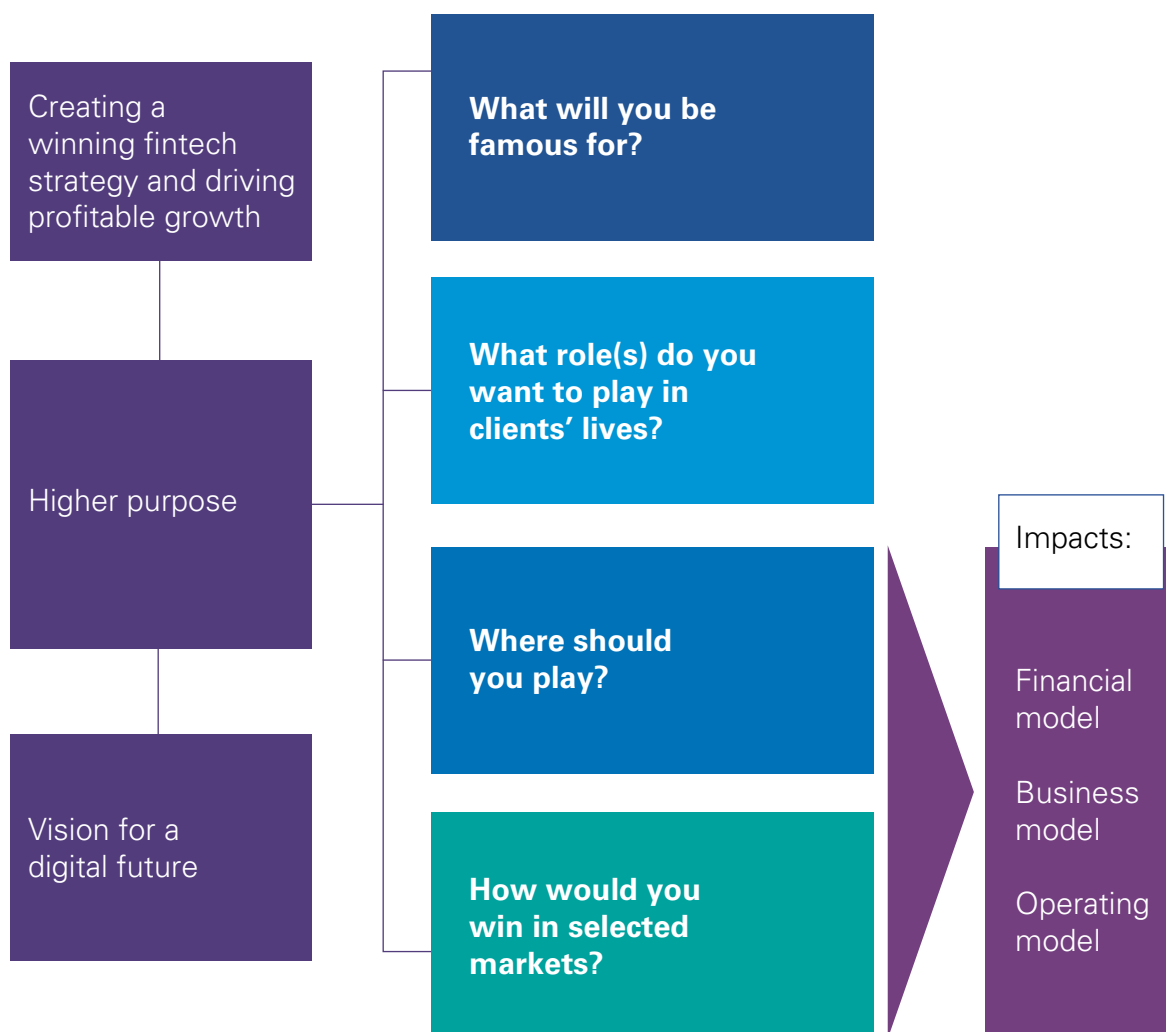 Creating a
winning fintech
strategy and driving
profitable growth
Higher purpose
Vision for a
digital future
What will you be
famous for?
What role(s) do you
want to play in
clients’ lives?
Where should
you play?
How would you
win in selected
markets?
Impacts:
Financial
model
Business
model
Operating
model